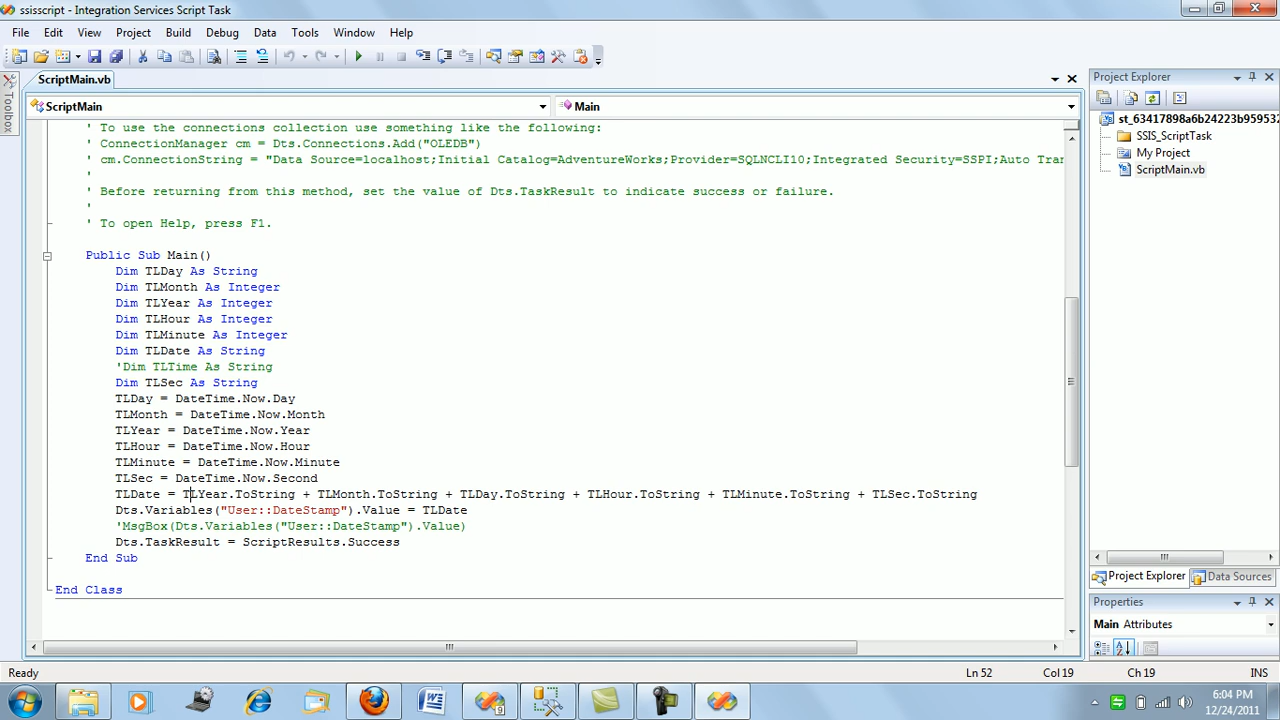 ssisscript - Integration Services Script Task
File Edit View Project Build Debug Data Tools Window Help
ScriptMain.vb
Project Explorer
Toolbox
ScriptMain
Main
' To use the connections collection use something like the following:
' ConnectionManager cm = Dts.Connections.Add("OLEDB")
' cm.ConnectionString = "Data Source=localhost;Initial Catalog=AdventureWorks;Provider=SQLNCLI10;Integrated Security=SSPI;Auto Tran
'
' Before returning from this method, set the value of Dts.TaskResult to indicate success or failure.
'
' To open Help, press F1.
Public Sub Main()
Dim TLDay As String
Dim TLMonth As Integer
Dim TLYear As Integer
Dim TLHour As Integer
Dim TLMinute As Integer
Dim TLDate As String
'Dim TLTime As String
Dim TLSec As String
TLDay = DateTime.Now.Day
TLMonth = DateTime.Now.Month
TLYear = DateTime.Now.Year
TLHour = DateTime.Now.Hour
TLMinute = DateTime.Now.Minute
TLSec = DateTime.Now.Second
TLDate = TLYear.ToString + TLMonth.ToString + TLDay.ToString + TLHour.ToString + TLMinute.ToString + TLSec.ToString
Dts.Variables("User::DateStamp").Value = TLDate
'MsgBox(Dts.Variables("User::DateStamp").Value)
Dts.TaskResult = ScriptResults.Success
End Sub
End Class
st_63417898a6b24223b959532
SSIS_ScriptTask
My Project
ScriptMain.vb
Project Explorer Data Sources
Properties
Main Attributes
Ready
Ln 52 Col 19 Ch 19 INS
6:04 PM
12/24/2011